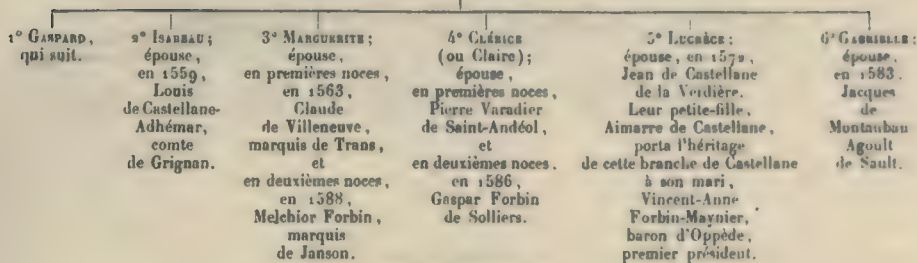 1° Gaspard,
qui suit.
2° Isabeau;
épouse,
en 1559,
Louis
de Castellane-
Adhémar,
comte
de Grignan.
3° Marguerite;
épouse,
en premières noces,
en 1563,
Claude
de Villeneuve,
marquis de Trans,
et
en deuxièmes noces,
en 1588,
Melchior Forbin,
marquis
de Janson.
4° Clérice
(ou Claire);
épouse,
en premières noces,
Pierre Varadier
de Saint-Andéol,
et
en deuxièmes noces,
en 1586,
Gaspar Forbin
de Solliers.
5° Lucrèce;
épouse, en 1572,
Jean de Castellane
de la Verdière.
Leur petite-fille,
Aimarre de Castellane,
porta l'héritage
de cette branche de Castellane
à son mari,
Vincent-Anne
Forbin-Maynier,
baron d'Oppède,
premier président.
6° Gabrielle;
épouse,
en 1583,
Jacques
de
Montauban
Agoult
de Sault.